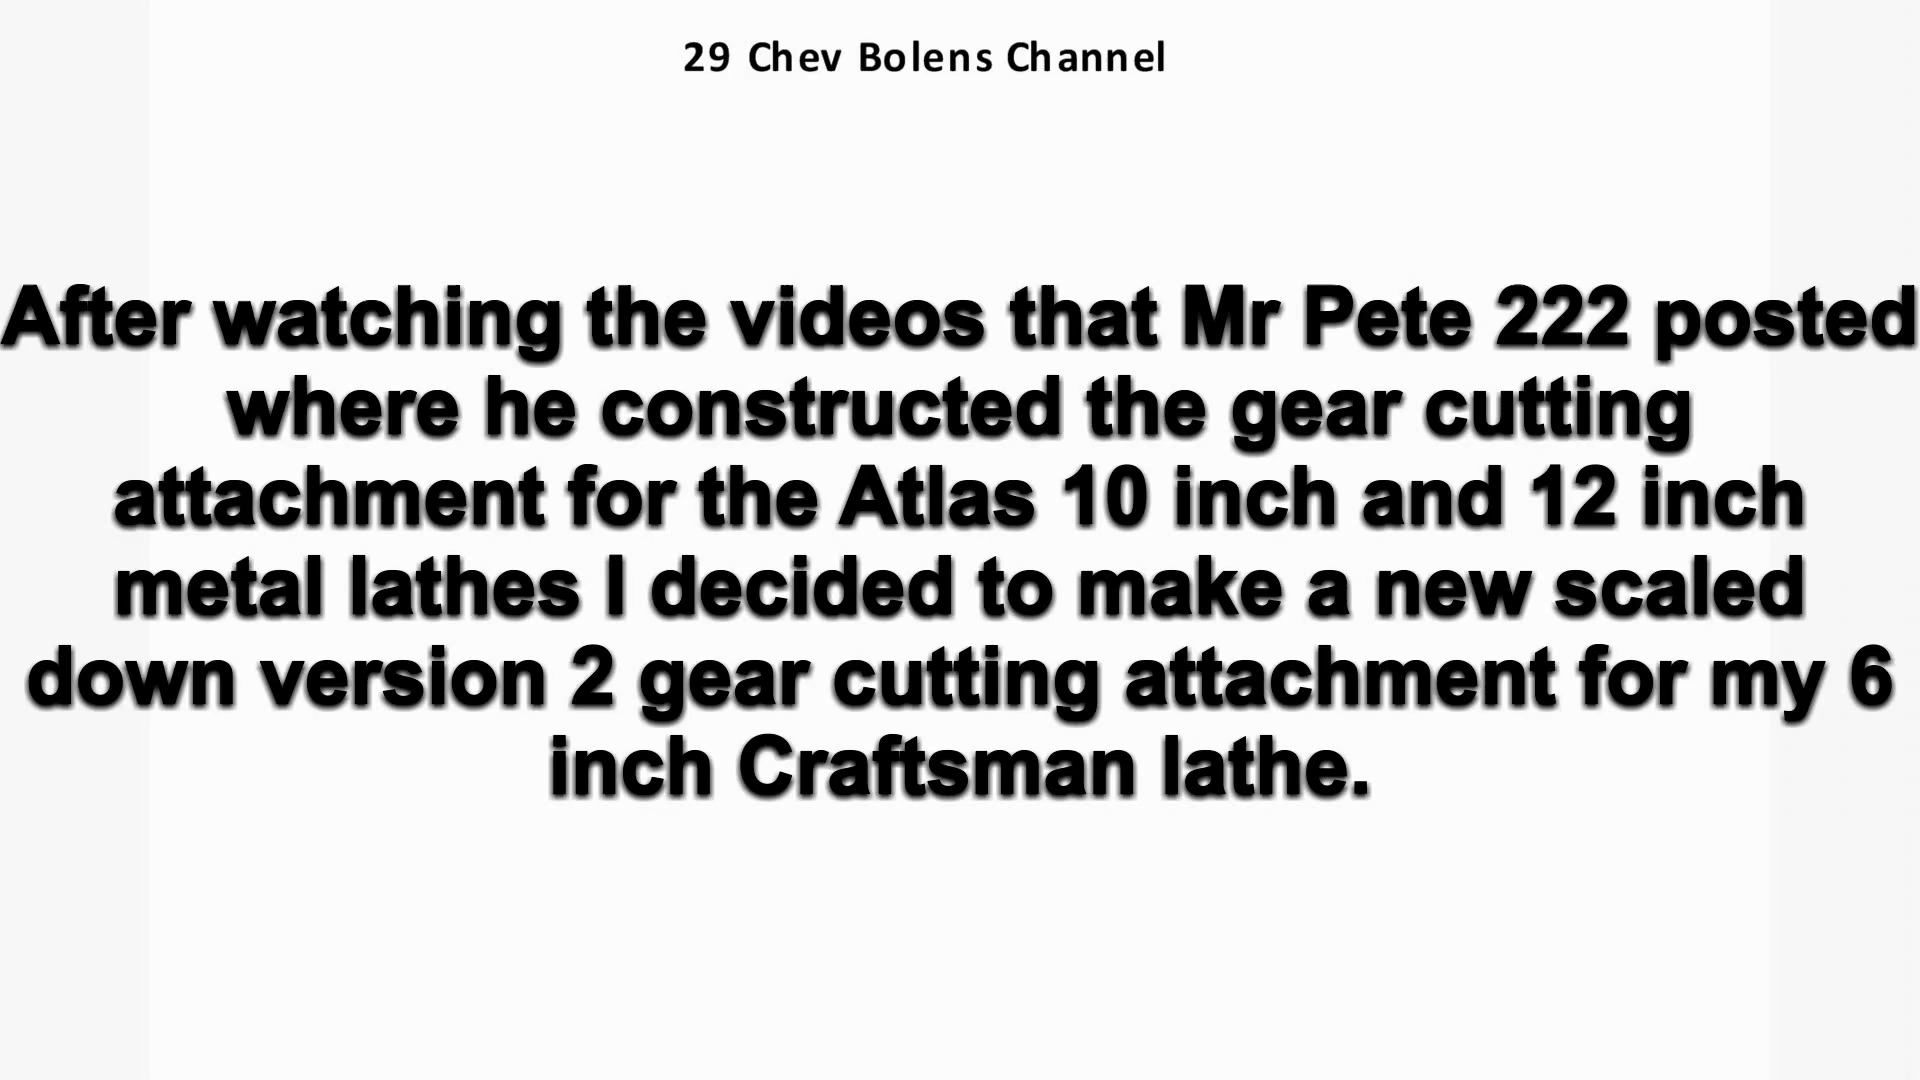 29 Chev Bolens Channel
After watching the videos that Mr Pete 222 posted
where he constructed the gear cutting
attachment for the Atlas 10 inch and 12 inch
metal lathes I decided to make a new scaled
down version 2 gear cutting attachment for my 6
inch Craftsman lathe.